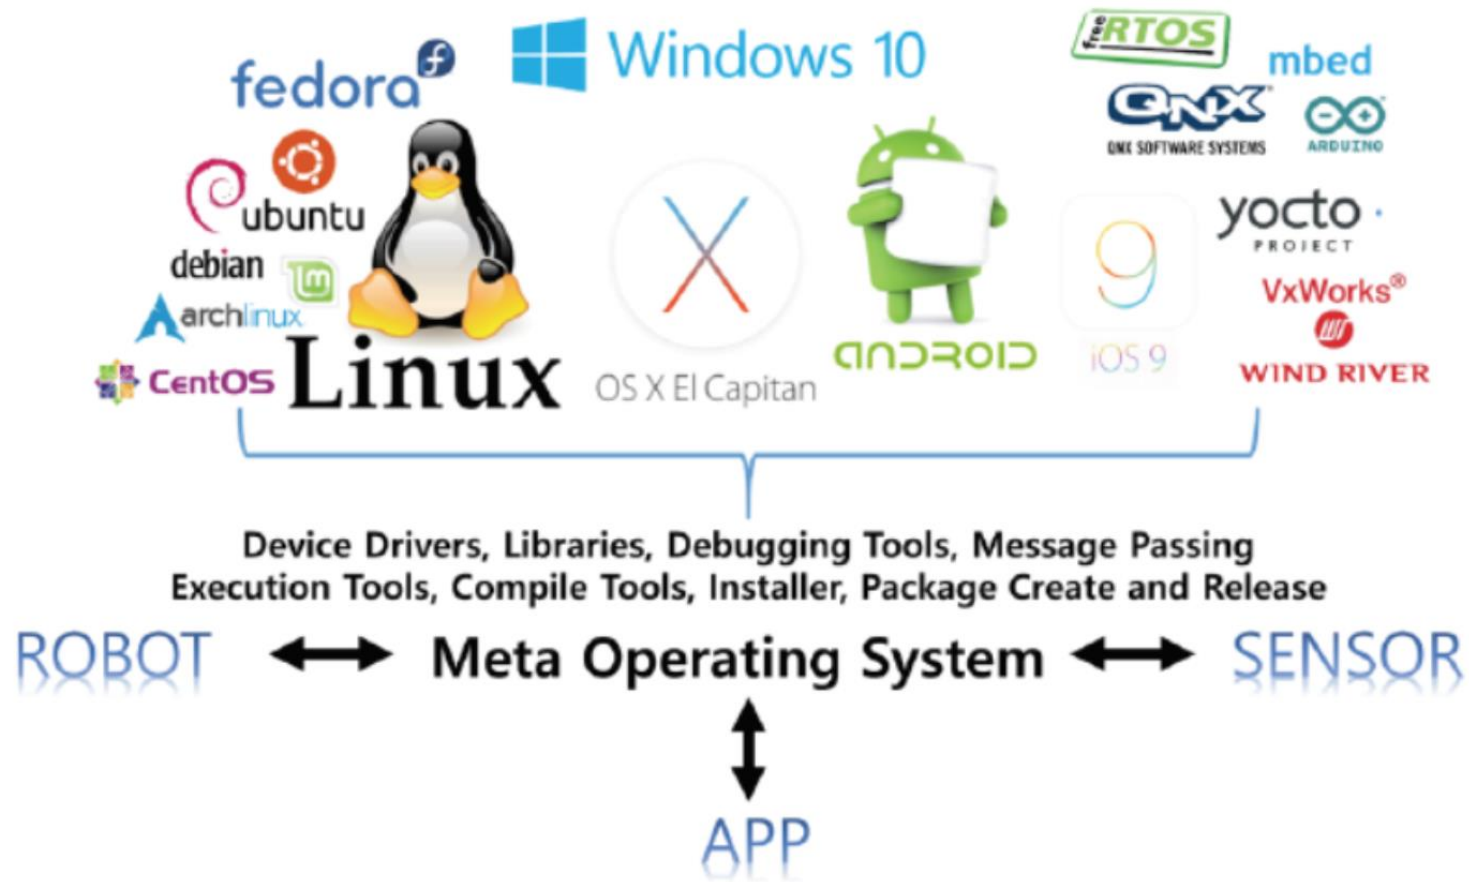 fedora
Windows 10
free RTOS
mbed
QNX
QNX SOFTWARE SYSTEMS
ARDUINO
ubuntu
debian
lm
archlinux
CentOS
Linux
OS X El Capitan
ANDROID
9
iOS 9
yocto
PROJECT
VxWorks®
WIND RIVER
Device Drivers, Libraries, Debugging Tools, Message Passing
Execution Tools, Compile Tools, Installer, Package Create and Release
ROBOT
Meta Operating System
SENSOR
APP